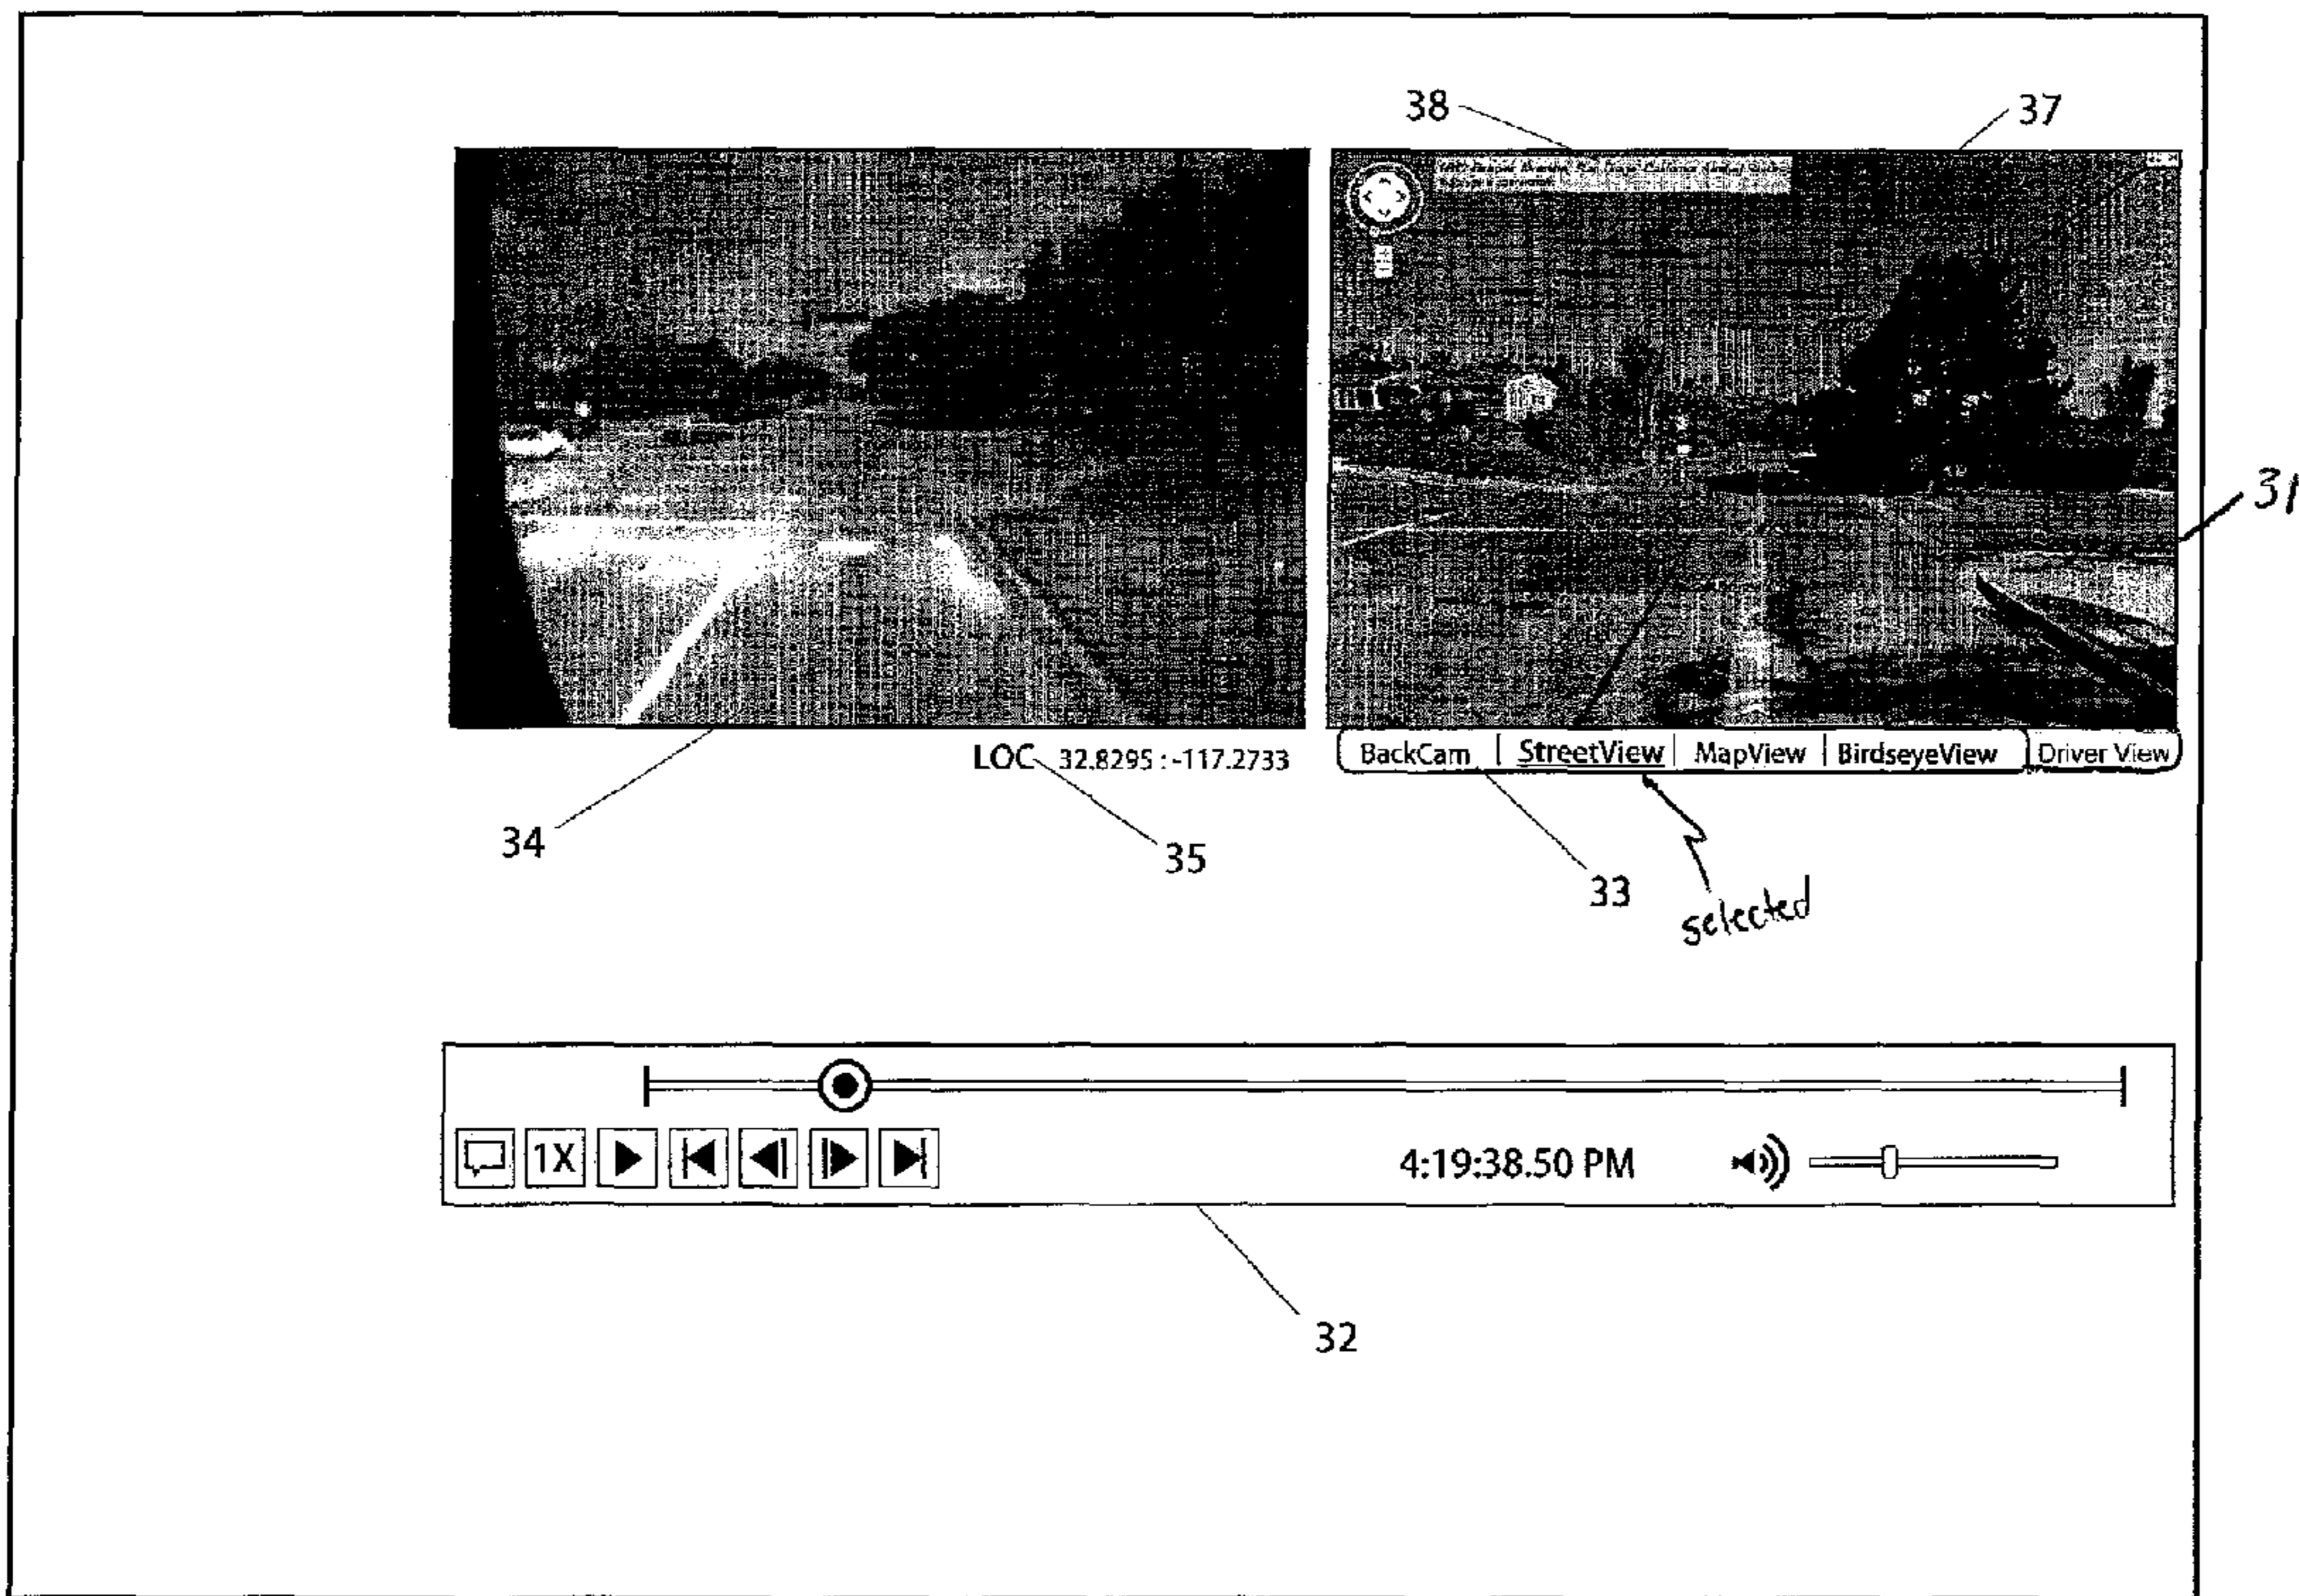 38
37
31
LOC 32.8295 : -117.2733
BackCam | StreetView | MapView | BirdseyeView | Driver View
34
35
33
selected
1X
4:19:38.50 PM
32